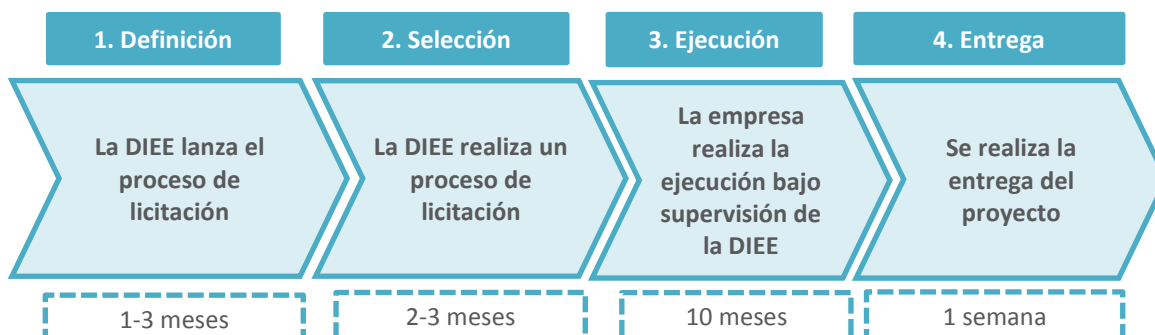 1. Definición
2. Selección
3. Ejecución
4. Entrega
La DIEE lanza el
proceso de
licitación
La DIEE realiza un
proceso de
licitación
La empresa
realiza la
ejecución bajo
supervisión de
la DIEE
Se realiza la
entrega del
proyecto
1-3 meses
2-3 meses
10 meses
1 semana